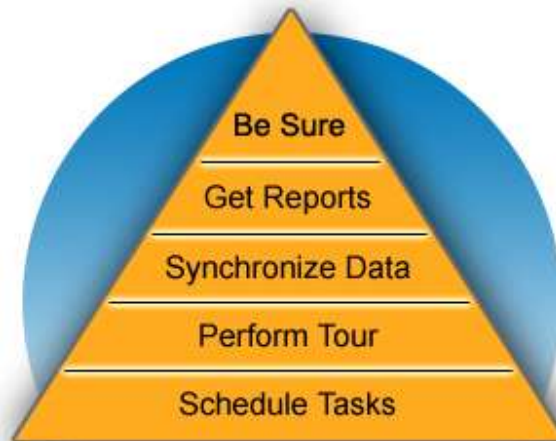 Be Sure
Get Reports
Synchronize Data
Perform Tour
Schedule Tasks